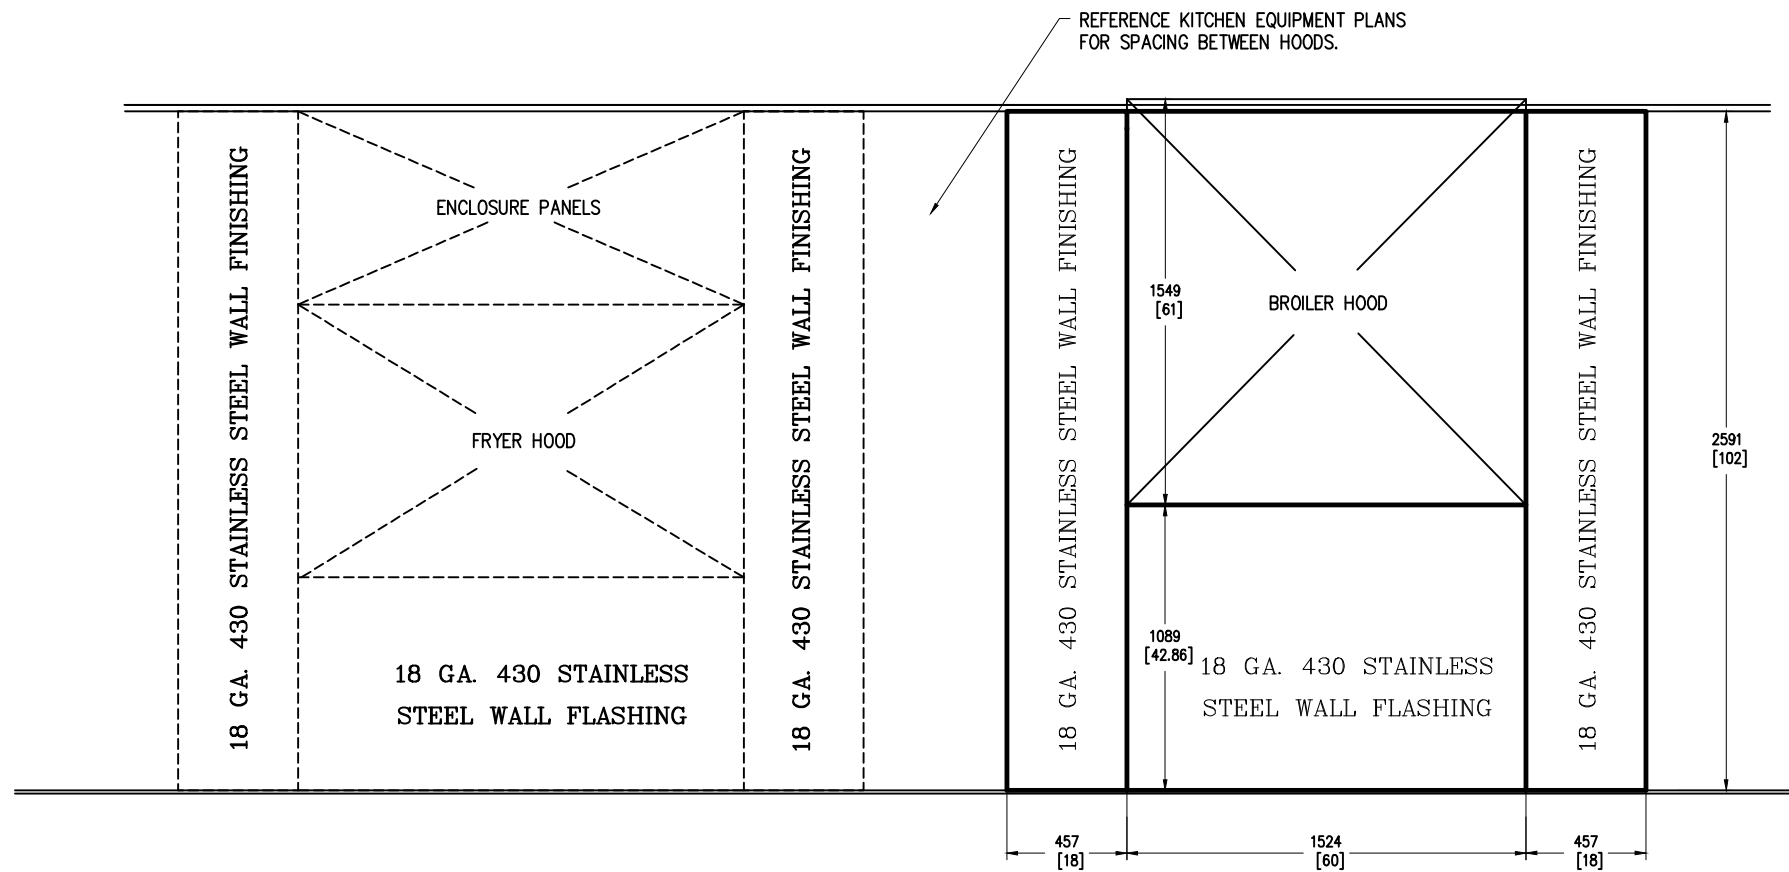 REFERENCE KITCHEN EQUIPMENT PLANS
FOR SPACING BETWEEN HOODS.
18 GA. 430 STAINLESS STEEL WALL FINISHING
ENCLOSURE PANELS
FRYER HOOD
18 GA. 430 STAINLESS
STEEL WALL FLASHING
18 GA. 430 STAINLESS STEEL WALL FINISHING
18 GA. 430 STAINLESS STEEL WALL FINISHING
1549
[61]
BROILER HOOD
1089
[42.86]
18 GA. 430 STAINLESS
STEEL WALL FLASHING
18 GA. 430 STAINLESS STEEL WALL FINISHING
2591
[102]
457
[18]
1524
[60]
457
[18]